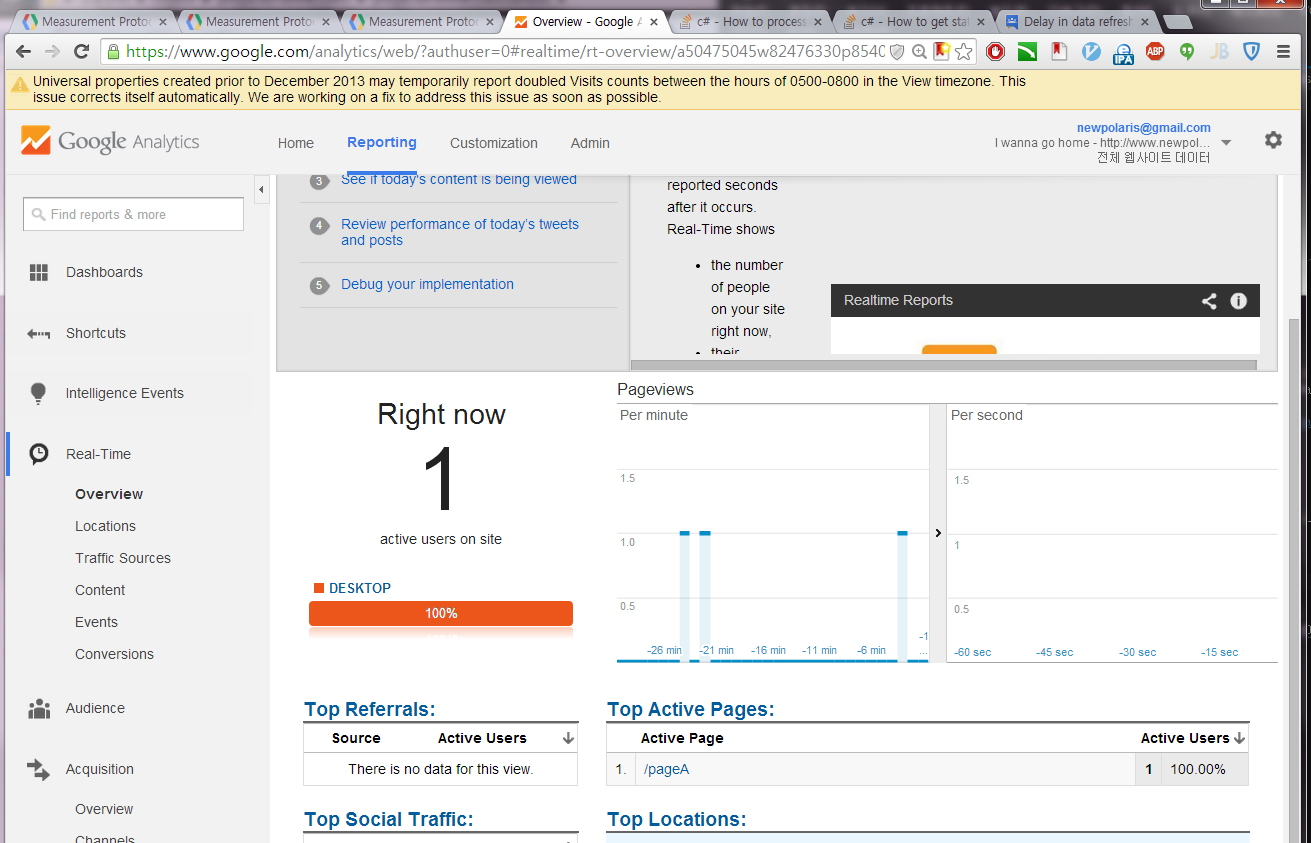 Measurement Proto
Measurement Proto
Measurement Proto
Overview - Google A
c# - How to process
c# - How to get stat
Delay in data refresh
https://www.google.com/analytics/web/?authuser=0#realtime/rt-overview/a50475045w82476330p8540
IPA
ABP
JB
Universal properties created prior to December 2013 may temporarily report doubled Visits counts between the hours of 0500-0800 in the View timezone. This
issue corrects itself automatically. We are working on a fix to address this issue as soon as possible.
Google Analytics
Home
Reporting
Customization
Admin
newpolaris@gmail.com
I wanna go home - http://www.newpol...
전체 웹사이트 데이터
Find reports & more
Dashboards
Shortcuts
Intelligence Events
Real-Time
Overview
Locations
Traffic Sources
Content
Events
Conversions
Audience
Acquisition
Overview
Channels
3 See if today's content is being viewed
4 Review performance of today's tweets
and posts
5 Debug your implementation
reported seconds
after it occurs.
Real-Time shows
• the number
of people
on your site
right now,
• their
Realtime Reports
Right now
1
active users on site
DESKTOP
100%
Pageviews
Per minute
1.5
1.0
0.5
-26 min -21 min -16 min -11 min -6 min -1
...
Per second
1.5
1
0.5
-60 sec -45 sec -30 sec -15 sec
Top Referrals:
Source Active Users
There is no data for this view.
Top Active Pages:
Active Page Active Users
1. /pageA 1 100.00%
Top Social Traffic:
Top Locations: